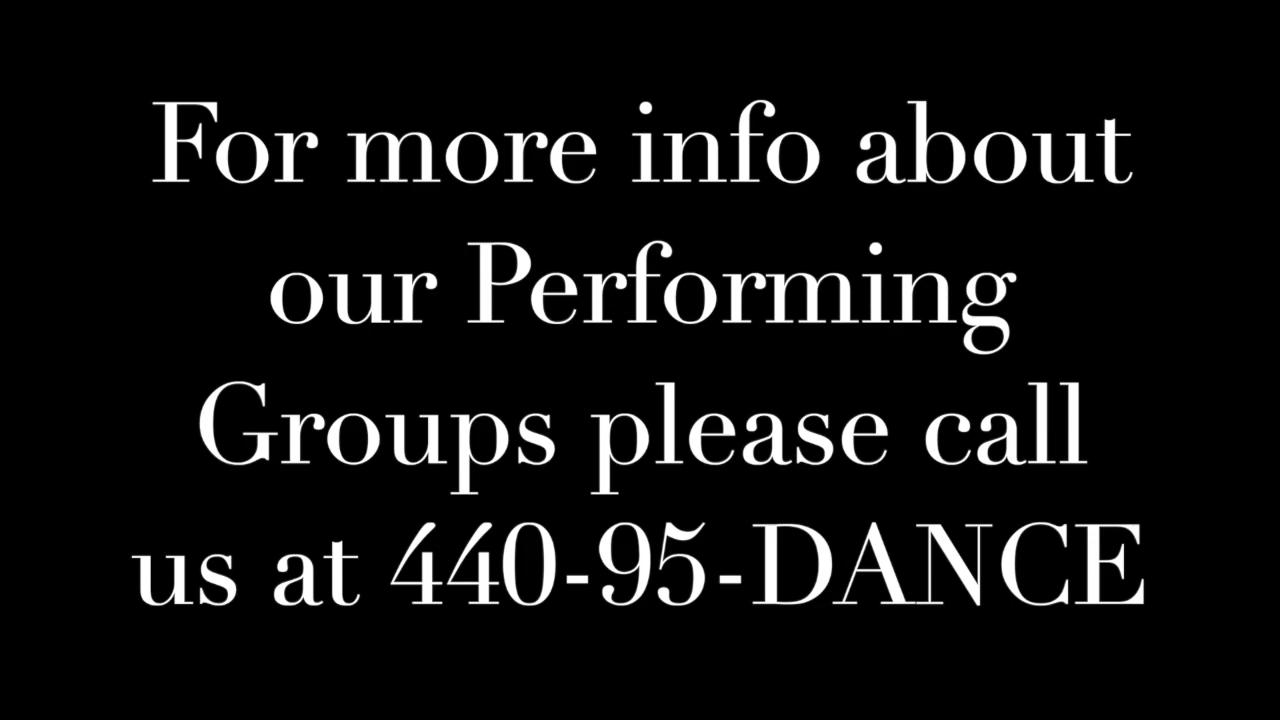 For more info about
our Performing
Groups please call
us at 440-95-DANCE